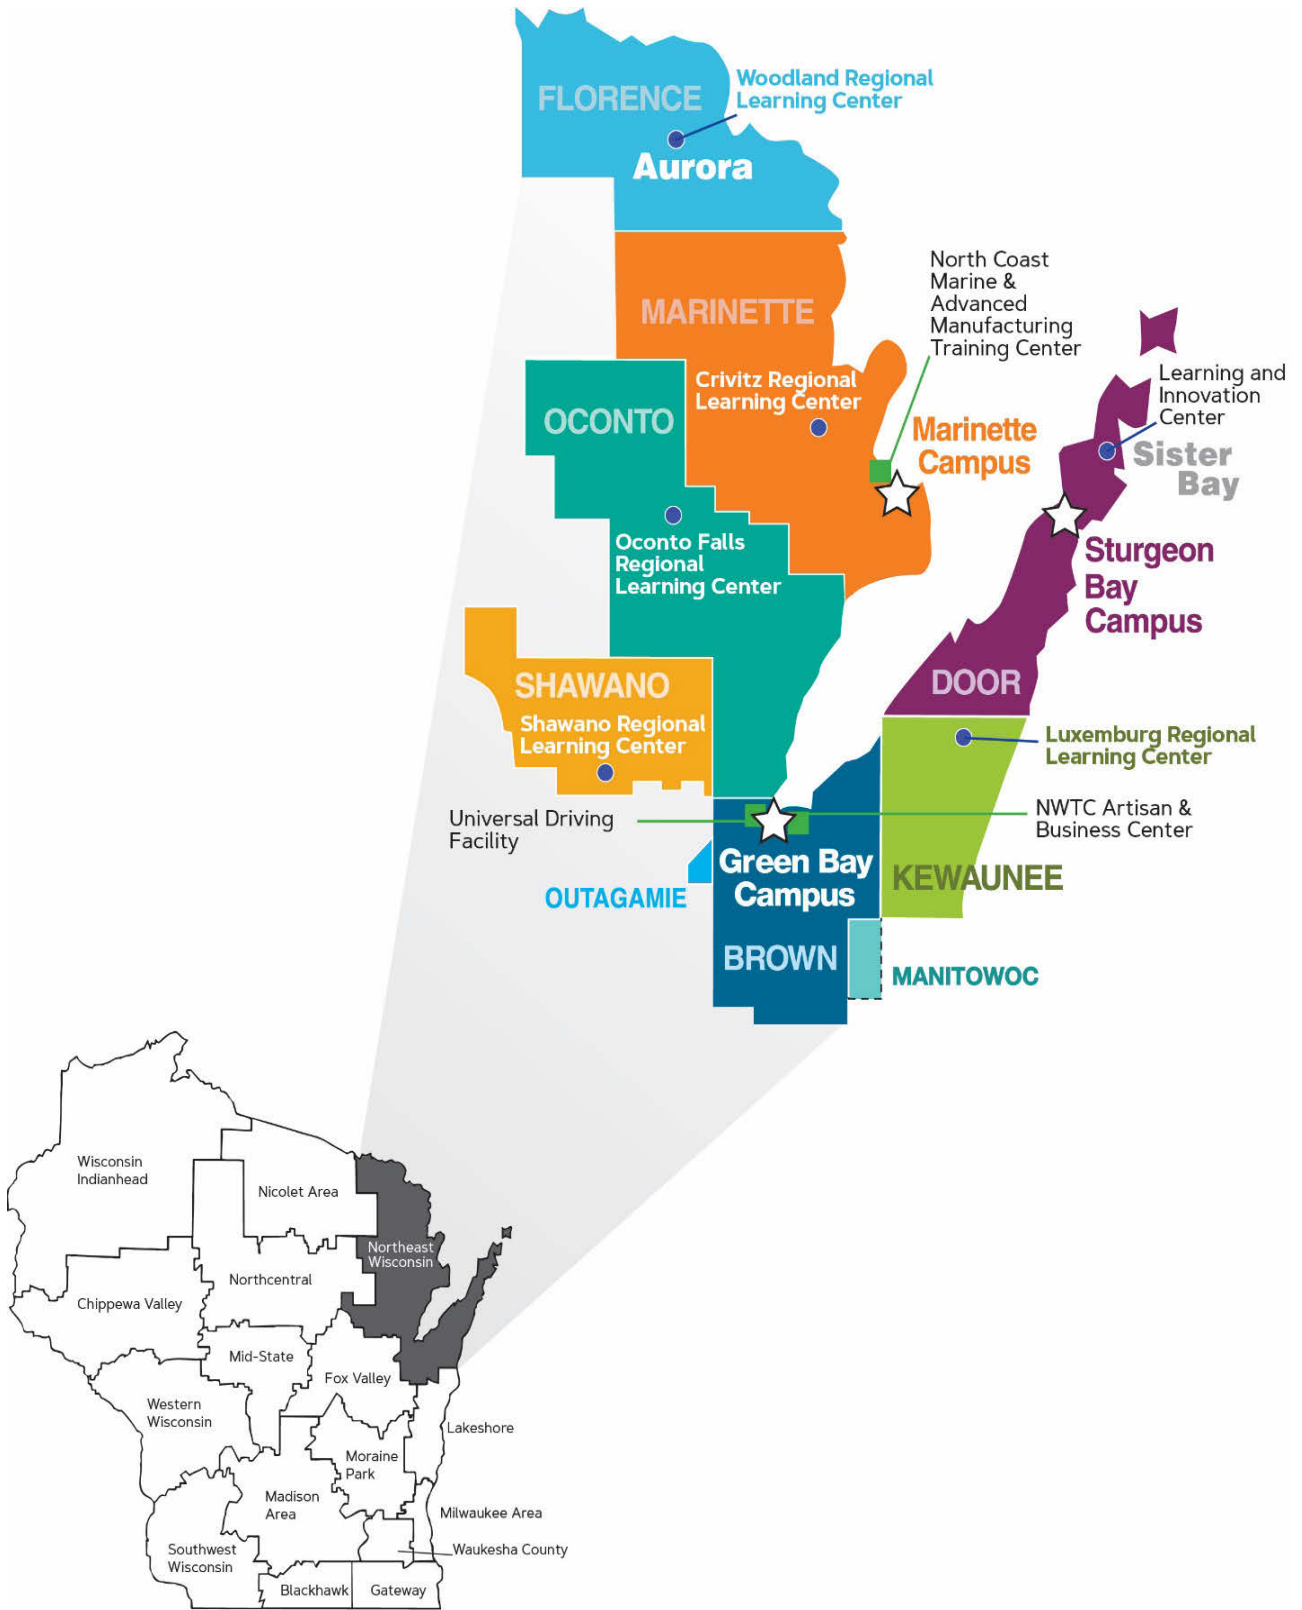 FLORENCE
Woodland Regional
Learning Center
Aurora
MARINETTE
North Coast
Marine &
Advanced
Manufacturing
Training Center
Crivitz Regional
Learning Center
Marinette
Campus
Learning and
Innovation
Center
Sister
Bay
OCONTO
Oconto Falls
Regional
Learning Center
Sturgeon
Bay
Campus
DOOR
SHAWANO
Shawano Regional
Learning Center
Luxemburg Regional
Learning Center
Universal Driving
Facility
NWTC Artisan &
Business Center
Green Bay
Campus
KEWAUNEE
OUTAGAMIE
BROWN
MANITOWOC
Wisconsin
Indianhead
Nicolet Area
Northeast
Wisconsin
Northcentral
Chippewa Valley
Mid-State
Fox Valley
Western
Wisconsin
Lakeshore
Moraine
Park
Madison
Area
Milwaukee Area
Southwest
Wisconsin
Waukesha County
Blackhawk
Gateway